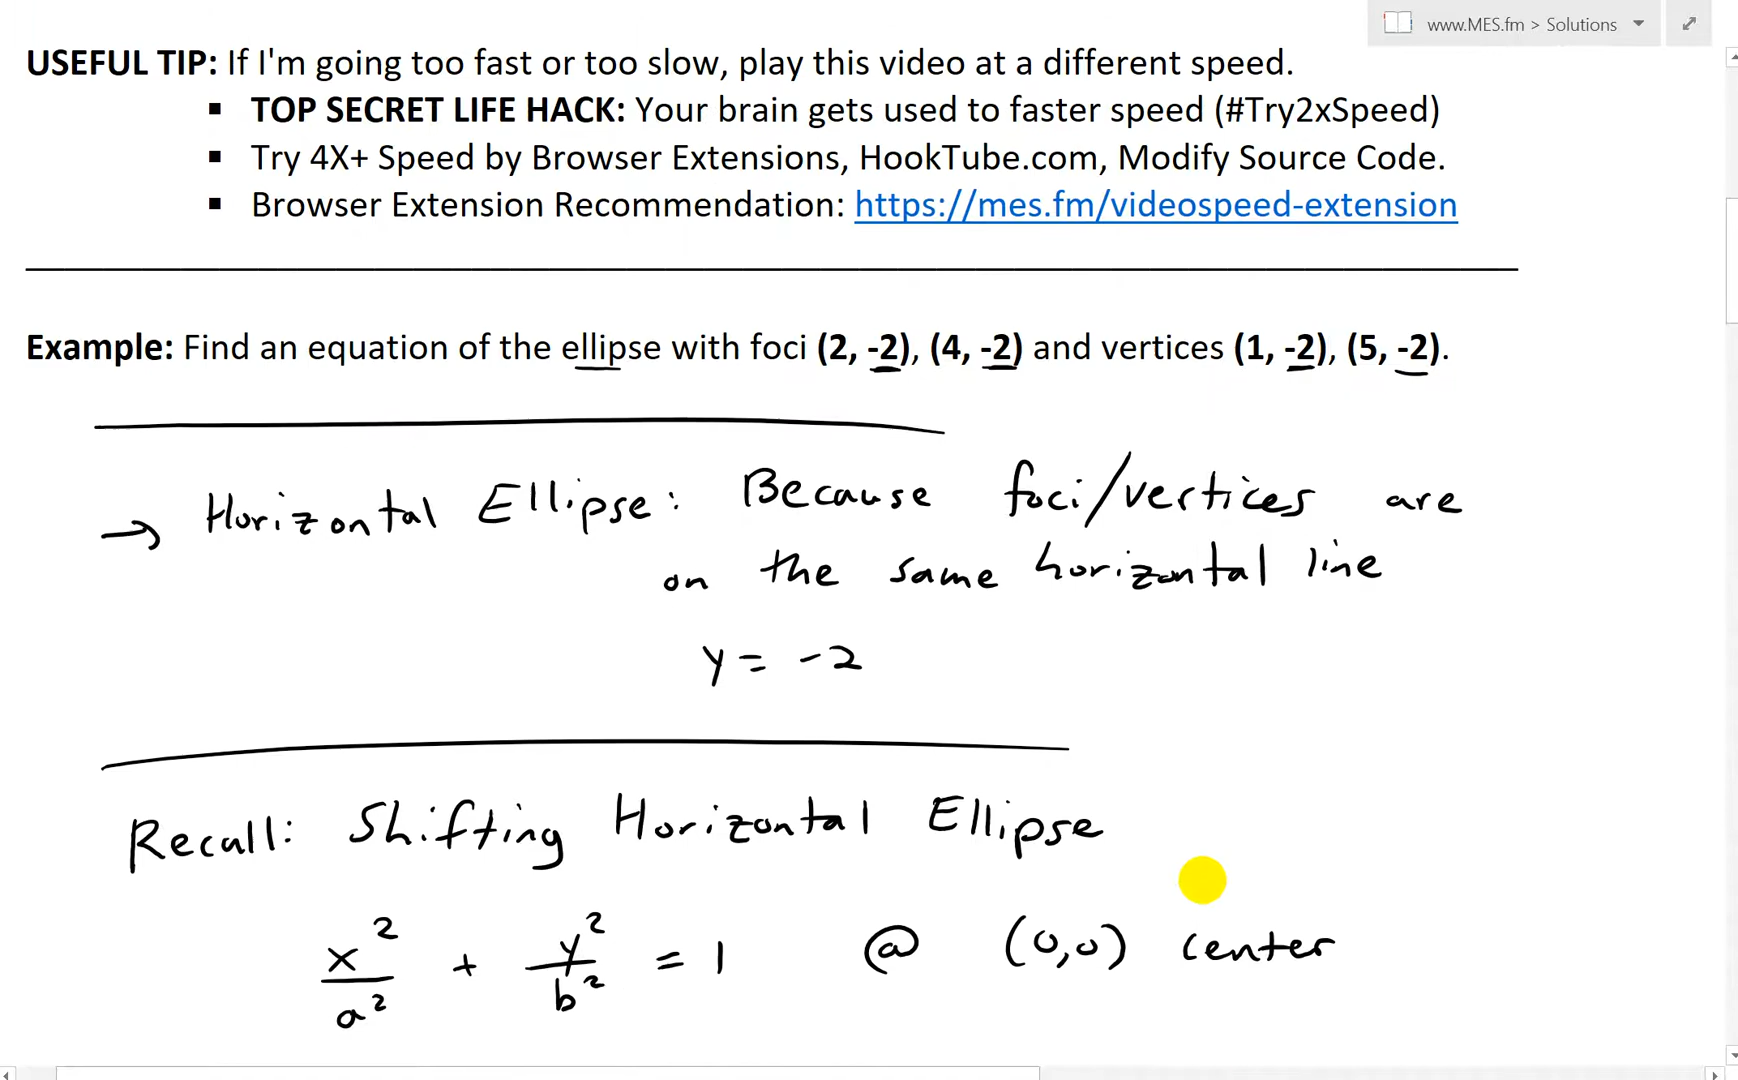 www.MES.fm > Solutions
USEFUL TIP: If I'm going too fast or too slow, play this video at a different speed.
▪ TOP SECRET LIFE HACK: Your brain gets used to faster speed (#Try2xSpeed)
▪ Try 4X+ Speed by Browser Extensions, HookTube.com, Modify Source Code.
▪ Browser Extension Recommendation: https://mes.fm/videospeed-extension
Example: Find an equation of the ellipse with foci (2, -2), (4, -2) and vertices (1, -2), (5, -2).
→ Horizontal Ellipse: Because foci/vertices are
on the same horizontal line
y = -2
Recall: Shifting Horizontal Ellipse
x²/a² + y²/b² = 1 @ (0,0) center